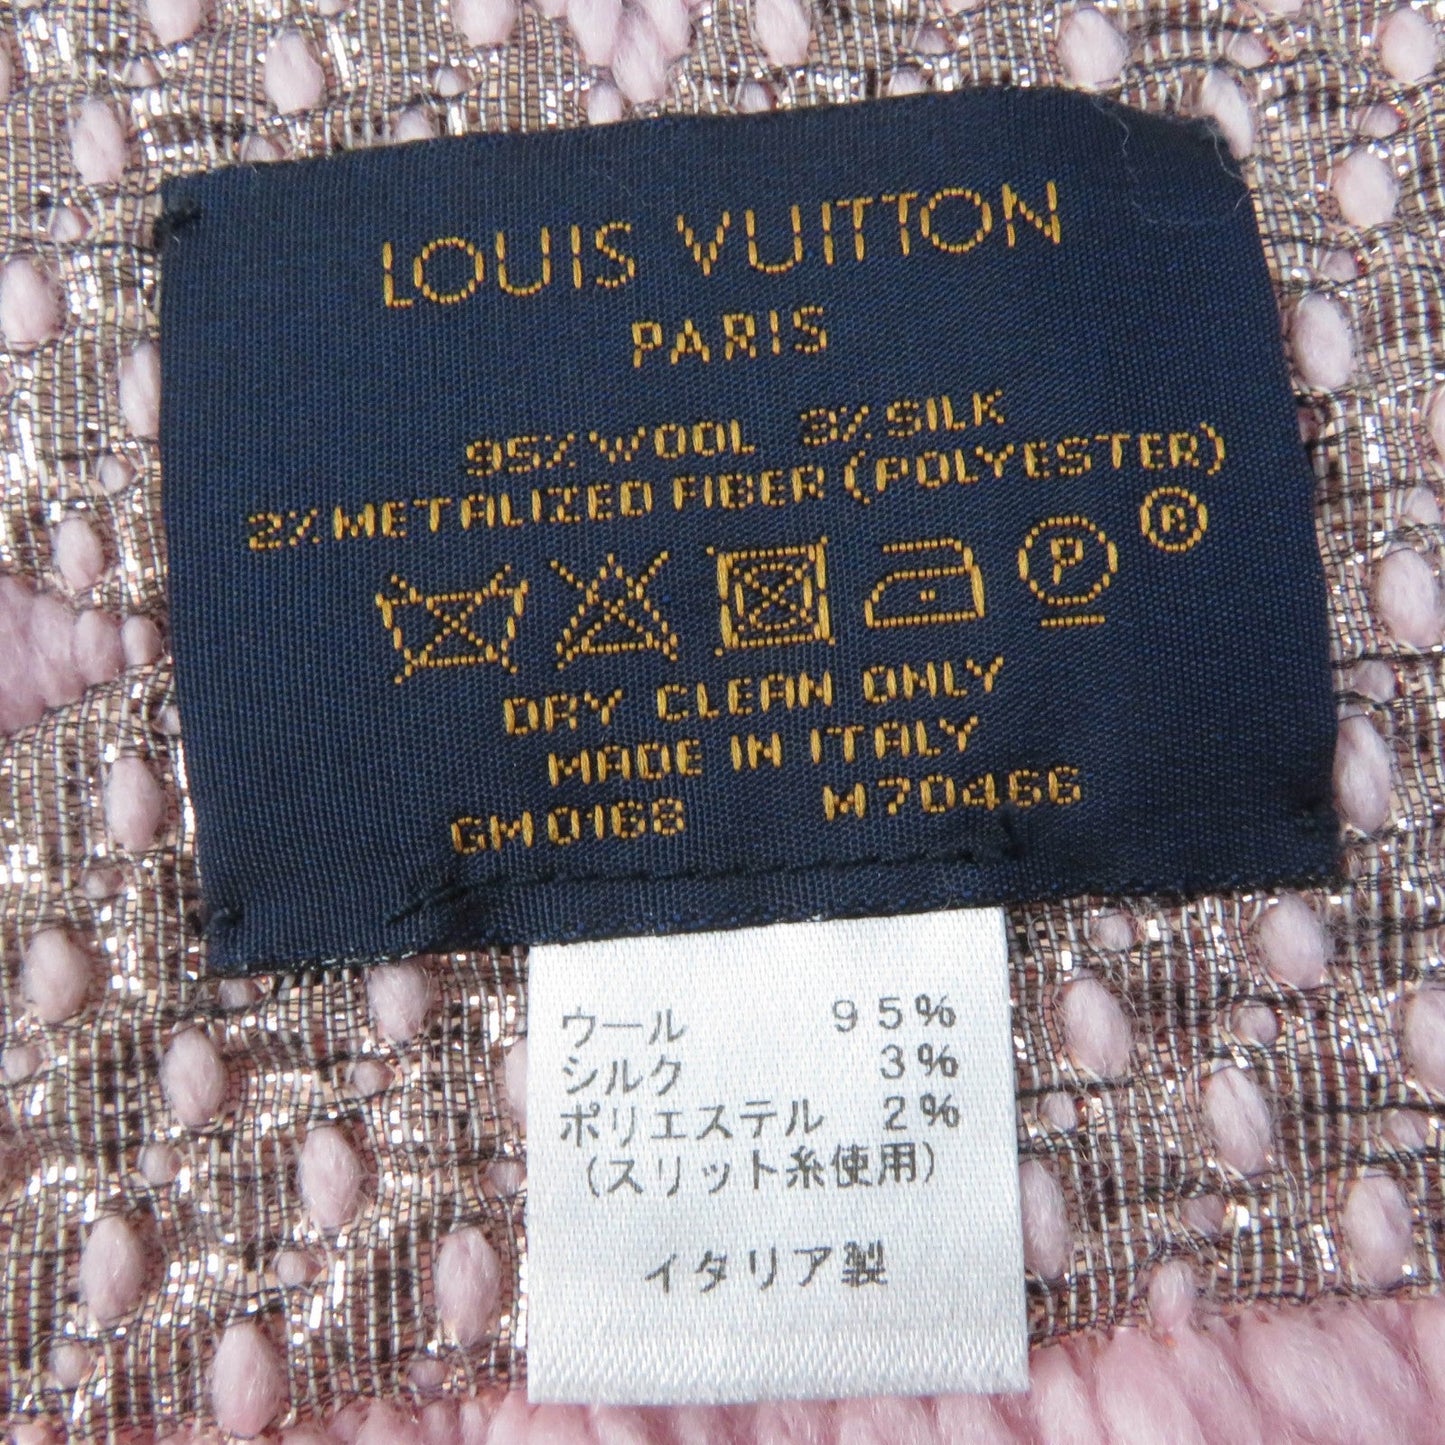 LOUIS VUITTON
PARIS
95% WOOL 3% SILK
2% METALIZED FIBER (POLYESTER)
P ®
DRY CLEAN ONLY
MADE IN ITALY
GM0168 M70466
ウール 95%
シルク 3%
ポリエステル 2%
(スリット糸使用)
イタリア製